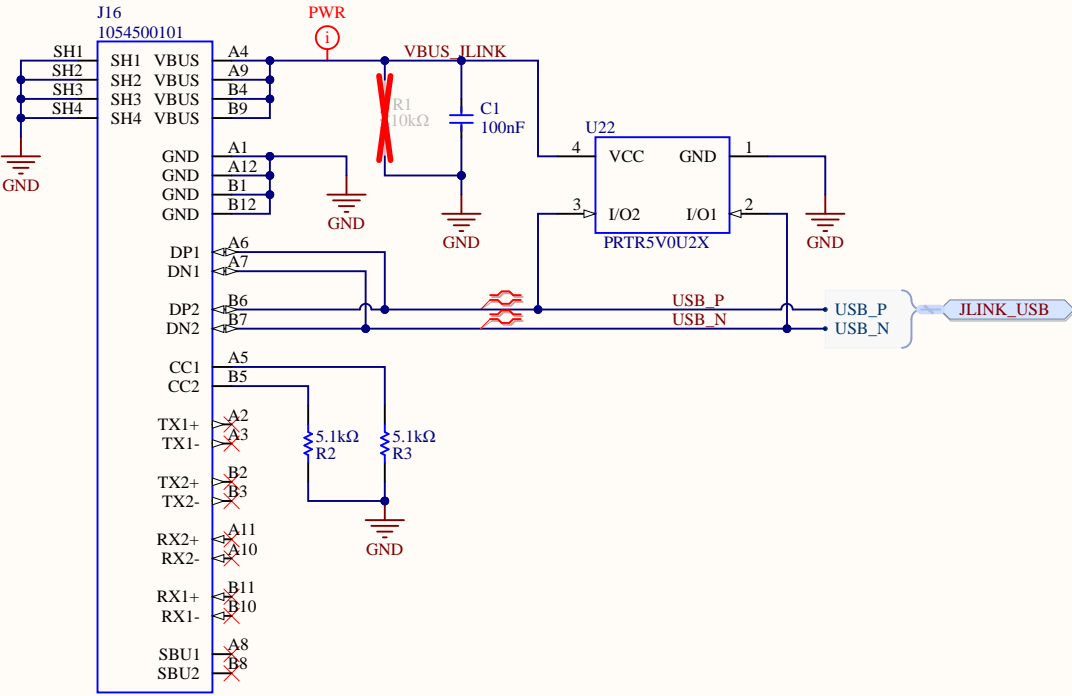 J16
1054500101
PWR
i
VBUS_JLINK
SH1 SH1 VBUS A4
SH2 SH2 VBUS A9
SH3 SH3 VBUS B4
SH4 SH4 VBUS B9
GND
R1
10kΩ
C1
100nF
GND
U22
4 VCC GND 1
3 I/O2 I/O1 2
PRTR5V0U2X
GND
GND A1
GND A12
GND B1
GND B12
GND
DP1 A6
DN1 A7
DP2 B6
DN2 B7
USB_P
USB_N
USB_P
USB_N
JLINK_USB
CC1 A5
CC2 B5
5.1kΩ
R2
5.1kΩ
R3
GND
TX1+ A2
TX1- A3
TX2+ B2
TX2- B3
RX2+ A11
RX2- A10
RX1+ B11
RX1- B10
SBU1 A8
SBU2 B8